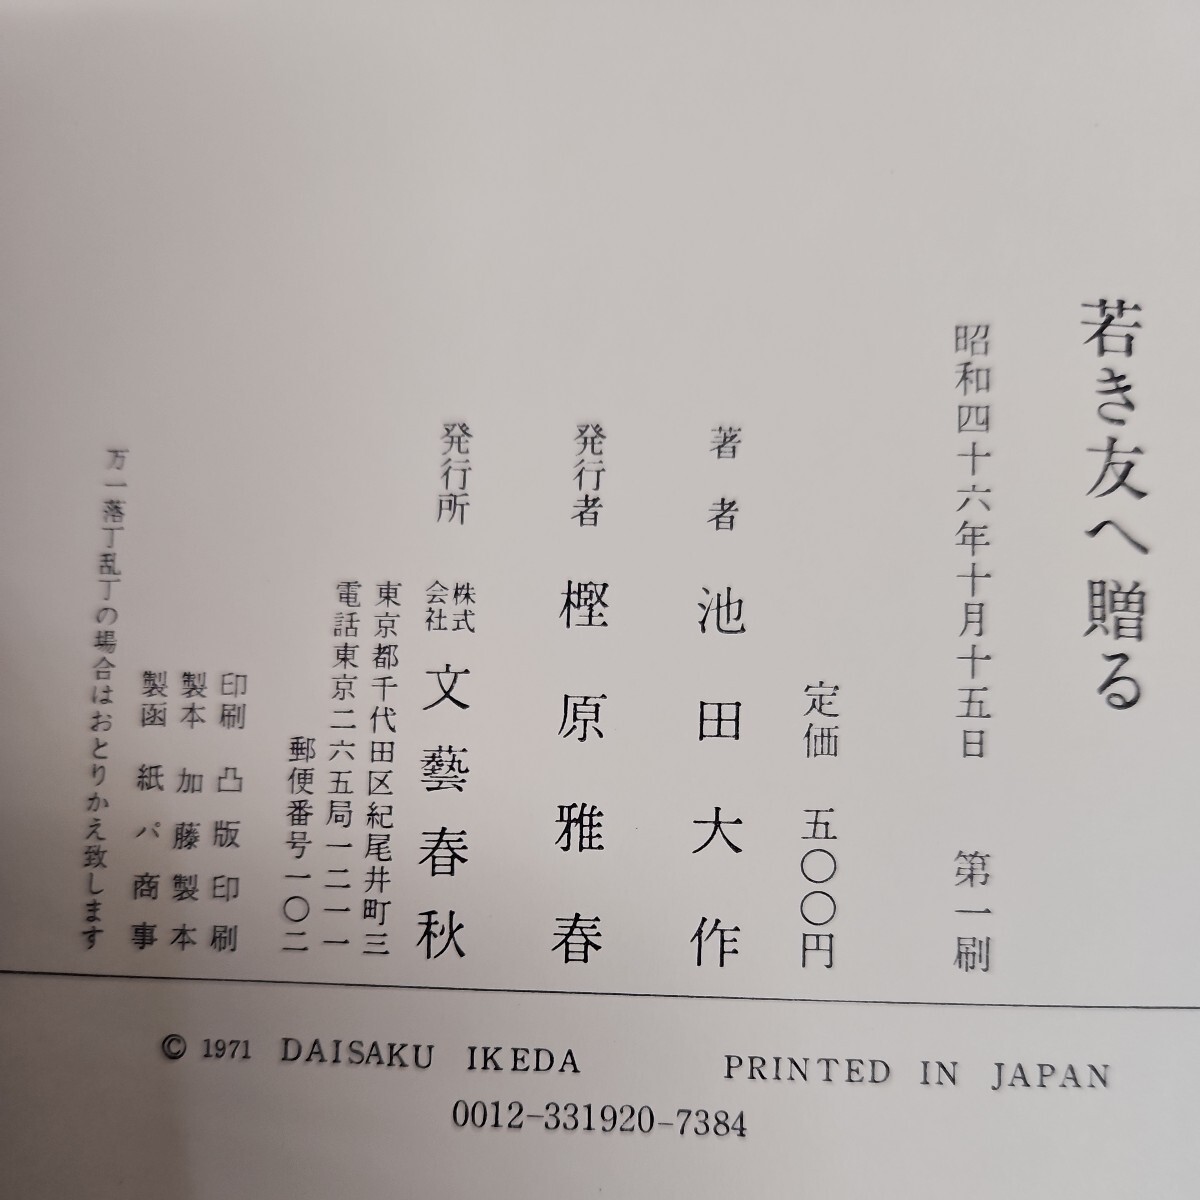 若き友へ贈る
昭和四十六年十月十五日 第一刷
定価 五〇〇円
著者 池田大作
発行者 樫原雅春
発行所 株式会社 文藝春秋
東京都千代田区紀尾井町三
電話東京二六五局一二一一
郵便番号一〇二
印刷 凸版印刷
製本 加藤製本
製函 紙パ商事
万一落丁乱丁の場合はおとりかえ致します
© 1971 DAISAKU IKEDA PRINTED IN JAPAN
0012-331920-7384